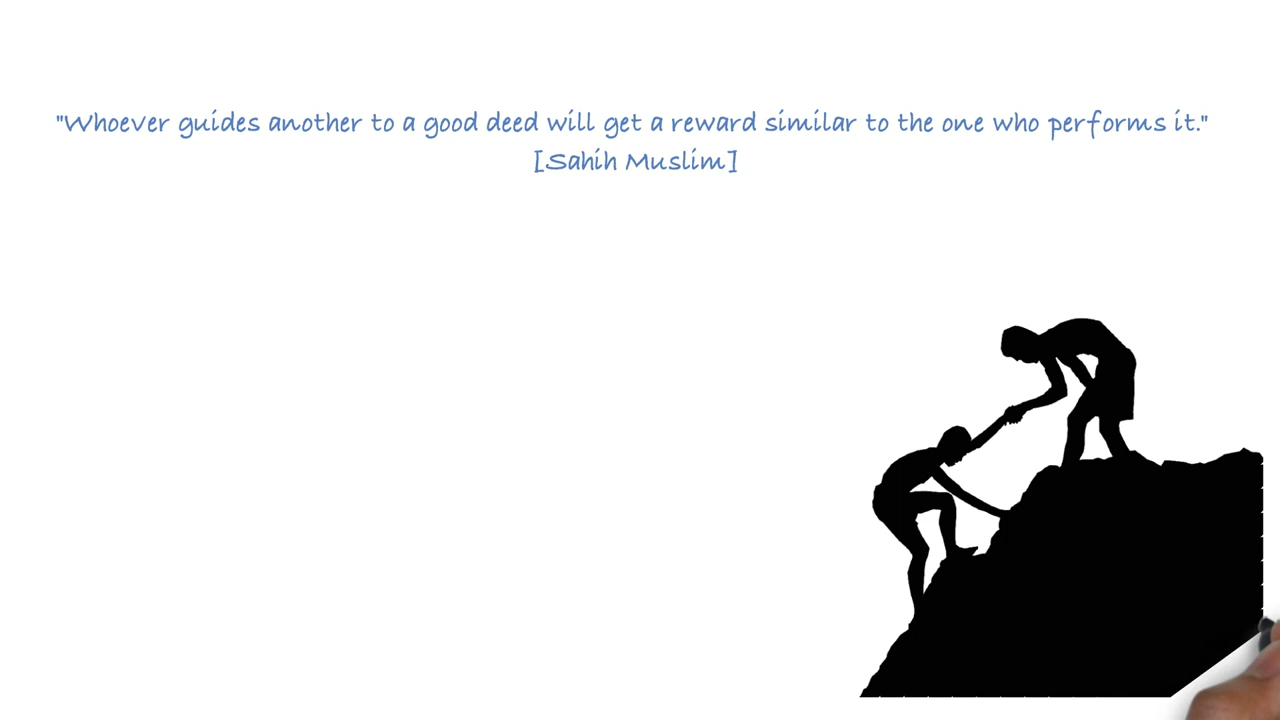 "Whoever guides another to a good deed will get a reward similar to the one who performs it."
[Sahih Muslim]